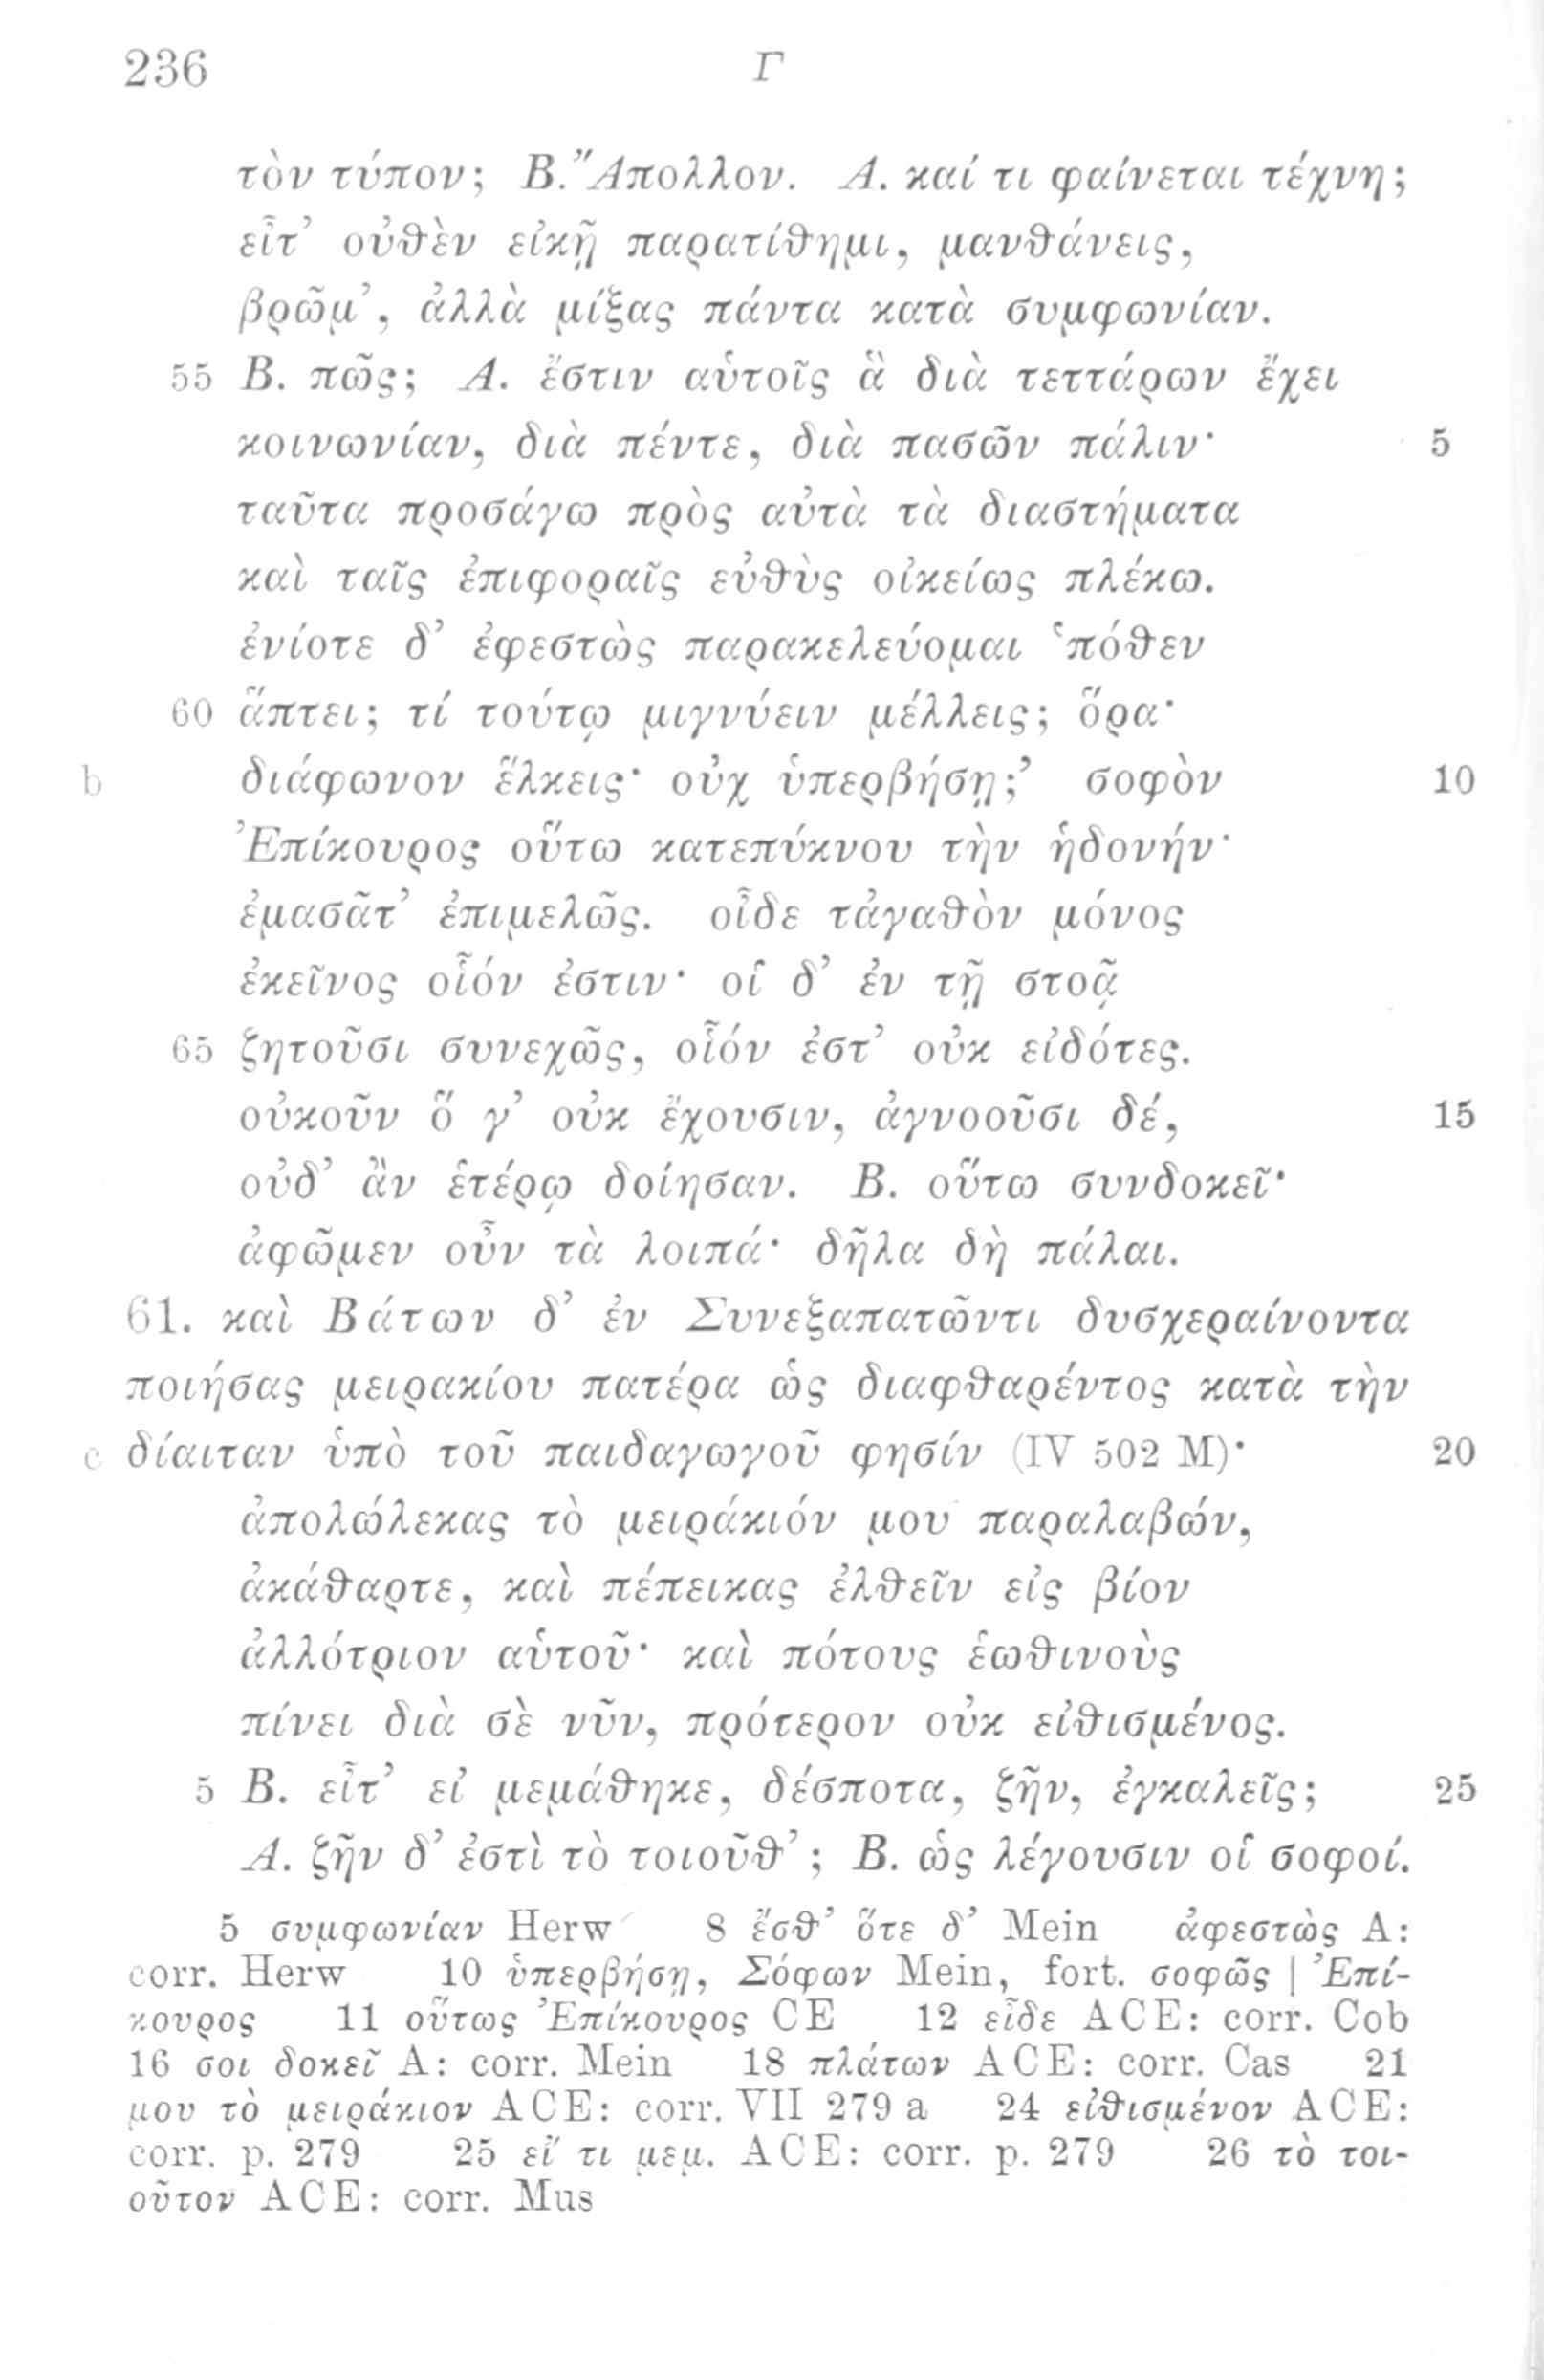 236 Γ
τὸν τύπον; Β. Ἄπολλον. Α. καί τι φαίνεται τέχνη;
εἶτ’ οὐθὲν εἰκῇ παρατίθημι, μανθάνεις,
βρῶμ’, ἀλλὰ μίξας πάντα κατὰ συμφωνίαν.
55 Β. πῶς; Α. ἔστιν αὑτοῖς ἃ διὰ τεττάρων ἔχει
κοινωνίαν, διὰ πέντε, διὰ πασῶν πάλιν· 5
ταῦτα προσάγω πρὸς αὐτὰ τὰ διαστήματα
καὶ ταῖς ἐπιφοραῖς εὐθὺς οἰκείως πλέκω.
ἐνίοτε δ’ ἐφεστὼς παρακελεύομαι ‘πόθεν
60 ἅπτει; τί τούτῳ μιγνύειν μέλλεις; ὅρα·
b διάφωνον ἕλκεις· οὐχ ὑπερβήσῃ;’ σοφὸν 10
Ἐπίκουρος οὕτω κατεπύκνου τὴν ἡδονήν·
ἐμασᾶτ’ ἐπιμελῶς. οἶδε τἀγαθὸν μόνος
ἐκεῖνος οἷόν ἐστιν· οἱ δ’ ἐν τῇ στοᾷ
65 ζητοῦσι συνεχῶς, οἷόν ἐστ’ οὐκ εἰδότες.
οὐκοῦν ὅ γ’ οὐκ ἔχουσιν, ἀγνοοῦσι δέ, 15
οὐδ’ ἂν ἑτέρῳ δοίησαν. Β. οὕτω συνδοκεῖ·
ἀφῶμεν οὖν τὰ λοιπά· δῆλα δὴ πάλαι.
61. καὶ Βάτων δ’ ἐν Συνεξαπατῶντι δυσχεραίνοντα
ποιήσας μειρακίου πατέρα ὡς διαφθαρέντος κατὰ τὴν
c δίαιταν ὑπὸ τοῦ παιδαγωγοῦ φησίν (IV 502 M)· 20
ἀπολώλεκας τὸ μειράκιόν μου παραλαβών,
ἀκάθαρτε, καὶ πέπεικας ἐλθεῖν εἰς βίον
ἀλλότριον αὑτοῦ· καὶ πότους ἑωθινοὺς
πίνει διὰ σὲ νῦν, πρότερον οὐκ εἰθισμένος.
5 Β. εἶτ’ εἰ μεμάθηκε, δέσποτα, ζῆν, ἐγκαλεῖς; 25
Α. ζῆν δ’ ἐστὶ τὸ τοιοῦθ’; Β. ὡς λέγουσιν οἱ σοφοί.
5 συμφωνίαν Herw 8 ἔσθ’ ὅτε δ’ Mein ἀφεστὼς A:
corr. Herw 10 ὑπερβήσῃ, Σόφων Mein, fort. σοφῶς | Ἐπί-
κουρος 11 οὕτως Ἐπίκουρος CE 12 εἶδε ACE: corr. Cob
16 σοι δοκεῖ A: corr. Mein 18 πλάτων ACE: corr. Cas 21
μου τὸ μειράκιον ACE: corr. VII 279 a 24 εἰθισμένον ACE:
corr. p. 279 25 εἴ τι μεμ. ACE: corr. p. 279 26 τὸ τοι-
οῦτον ACE: corr. Mus